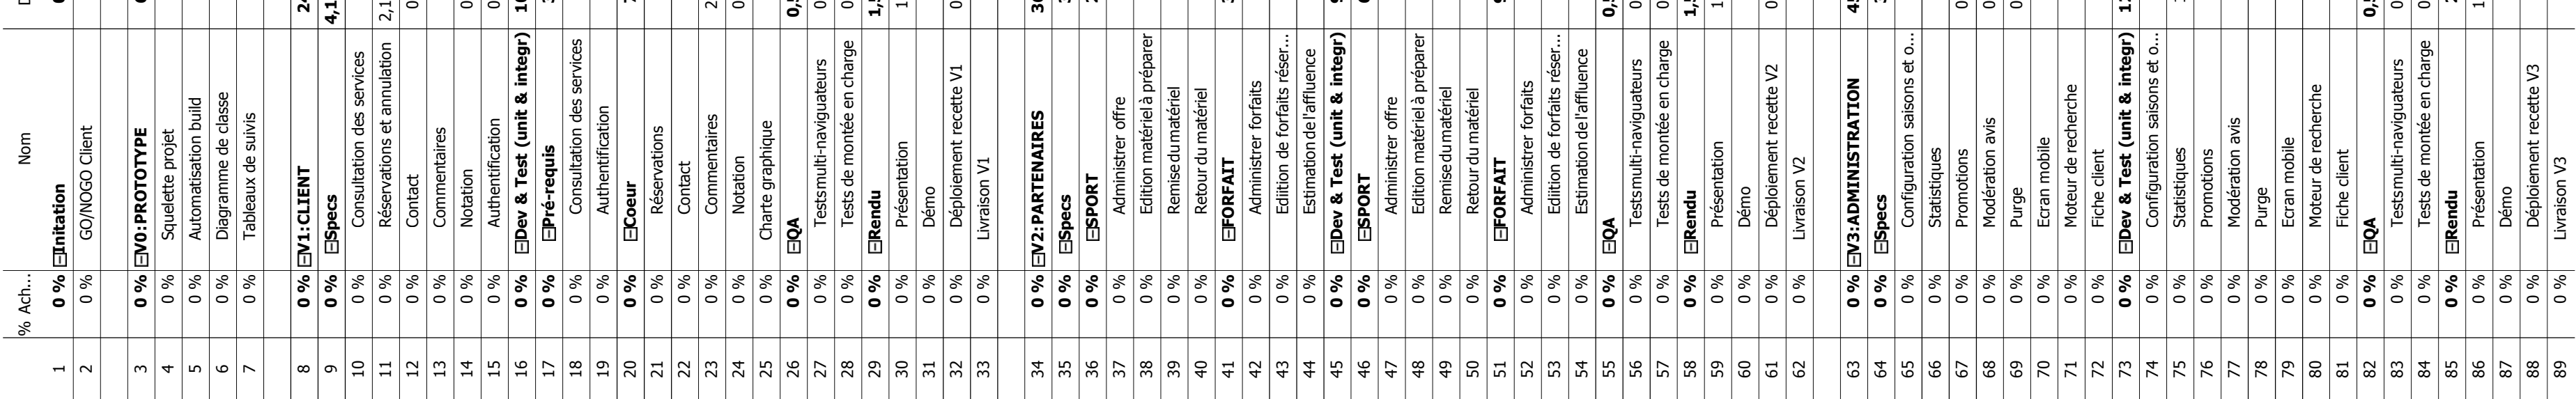 % Ach... Nom
1 0 % Initation
2 0 % GO/NOGO Client
3 0 % V0:PROTOTYPE
4 0 % Squelette projet
5 0 % Automatisation build
6 0 % Diagramme de classe
7 0 % Tableaux de suivis
8 0 % V1:CLIENT
9 0 % Specs
10 0 % Consultation des services
11 0 % Réservations et annulation
12 0 % Contact
13 0 % Commentaires
14 0 % Notation
15 0 % Authentification
16 0 % Dev & Test (unit & integr)
17 0 % Pré-requis
18 0 % Consultation des services
19 0 % Authentification
20 0 % Coeur
21 0 % Réservations
22 0 % Contact
23 0 % Commentaires
24 0 % Notation
25 0 % Charte graphique
26 0 % QA
27 0 % Tests multi-naviguateurs
28 0 % Tests de montée en charge
29 0 % Rendu
30 0 % Présentation
31 0 % Démo
32 0 % Déploiement recette V1
33 0 % Livraison V1
34 0 % V2:PARTENAIRES
35 0 % Specs
36 0 % SPORT
37 0 % Administrer offre
38 0 % Edition matériel à préparer
39 0 % Remise du matériel
40 0 % Retour du matériel
41 0 % FORFAIT
42 0 % Administrer forfaits
43 0 % Edition de forfaits réser...
44 0 % Estimation de l'affluence
45 0 % Dev & Test (unit & integr)
46 0 % SPORT
47 0 % Administrer offre
48 0 % Edition matériel à préparer
49 0 % Remise du matériel
50 0 % Retour du matériel
51 0 % FORFAIT
52 0 % Administrer forfaits
53 0 % Edition de forfaits réser...
54 0 % Estimation de l'affluence
55 0 % QA
56 0 % Tests multi-naviguateurs
57 0 % Tests de montée en charge
58 0 % Rendu
59 0 % Présentation
60 0 % Démo
61 0 % Déploiement recette V2
62 0 % Livraison V2
63 0 % V3:ADMINISTRATION
64 0 % Specs
65 0 % Configuration saisons et o...
66 0 % Statistiques
67 0 % Promotions
68 0 % Modération avis
69 0 % Purge
70 0 % Ecran mobile
71 0 % Moteur de recherche
72 0 % Fiche client
73 0 % Dev & Test (unit & integr)
74 0 % Configuration saisons et o...
75 0 % Statistiques
76 0 % Promotions
77 0 % Modération avis
78 0 % Purge
79 0 % Ecran mobile
80 0 % Moteur de recherche
81 0 % Fiche client
82 0 % QA
83 0 % Tests multi-naviguateurs
84 0 % Tests de montée en charge
85 0 % Rendu
86 0 % Présentation
87 0 % Démo
88 0 % Déploiement recette V3
89 0 % Livraison V3